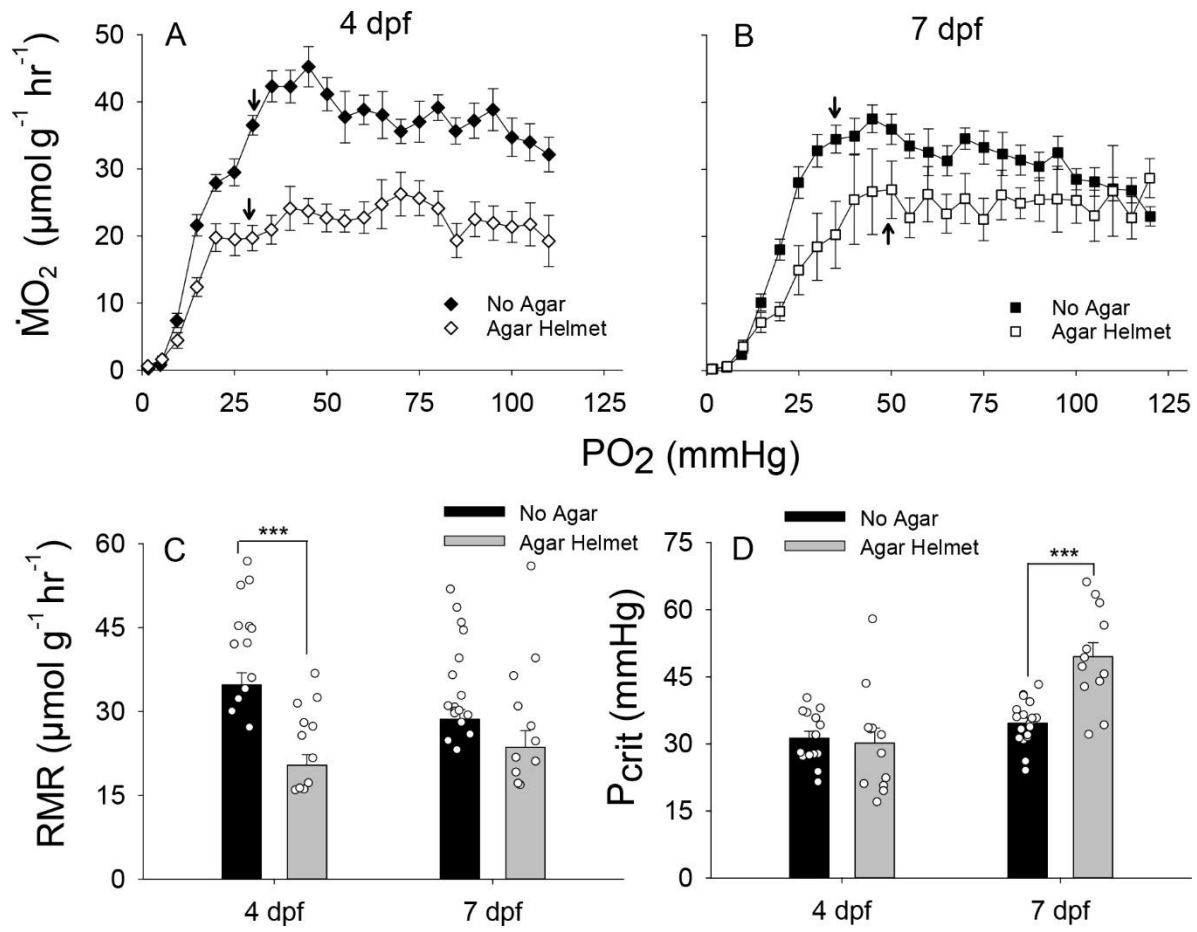 A
4 dpf
B
7 dpf
ṀO2 (µmol g-1 hr-1)
50
40
30
20
10
0
No Agar
Agar Helmet
No Agar
Agar Helmet
0 25 50 75 100 125
0 25 50 75 100 125
PO2 (mmHg)
C
No Agar
Agar Helmet
***
RMR (µmol g-1 hr-1)
60
45
30
15
0
4 dpf 7 dpf
D
No Agar
Agar Helmet
***
Pcrit (mmHg)
75
60
45
30
15
0
4 dpf 7 dpf